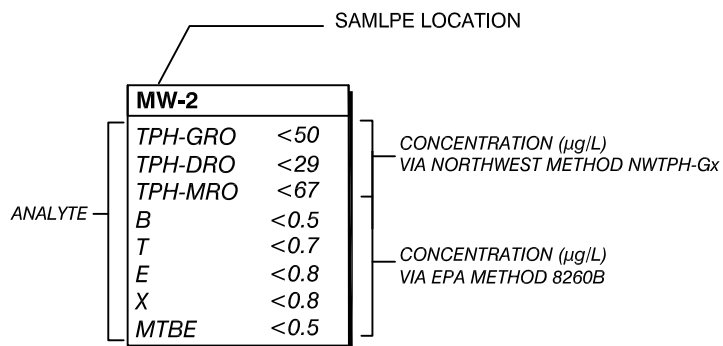 SAMLPE LOCATION
MW-2
TPH-GRO <50
TPH-DRO <29
TPH-MRO <67
B <0.5
T <0.7
E <0.8
X <0.8
MTBE <0.5
ANALYTE
CONCENTRATION (µg/L)
VIA NORTHWEST METHOD NWTPH-Gx
CONCENTRATION (µg/L)
VIA EPA METHOD 8260B